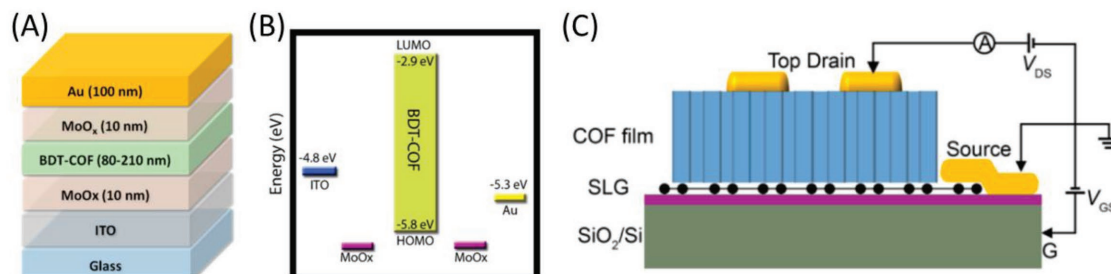 (A)
Au (100 nm)
MoOₓ (10 nm)
BDT-COF (80-210 nm)
MoOx (10 nm)
ITO
Glass
(B)
Energy (eV)
LUMO
-2.9 eV
BDT-COF
-4.8 eV
ITO
-5.3 eV
Au
-5.8 eV
HOMO
MoOx
MoOx
(C)
A
V_DS
Top Drain
COF film
Source
SLG
V_GS
SiO₂/Si
G